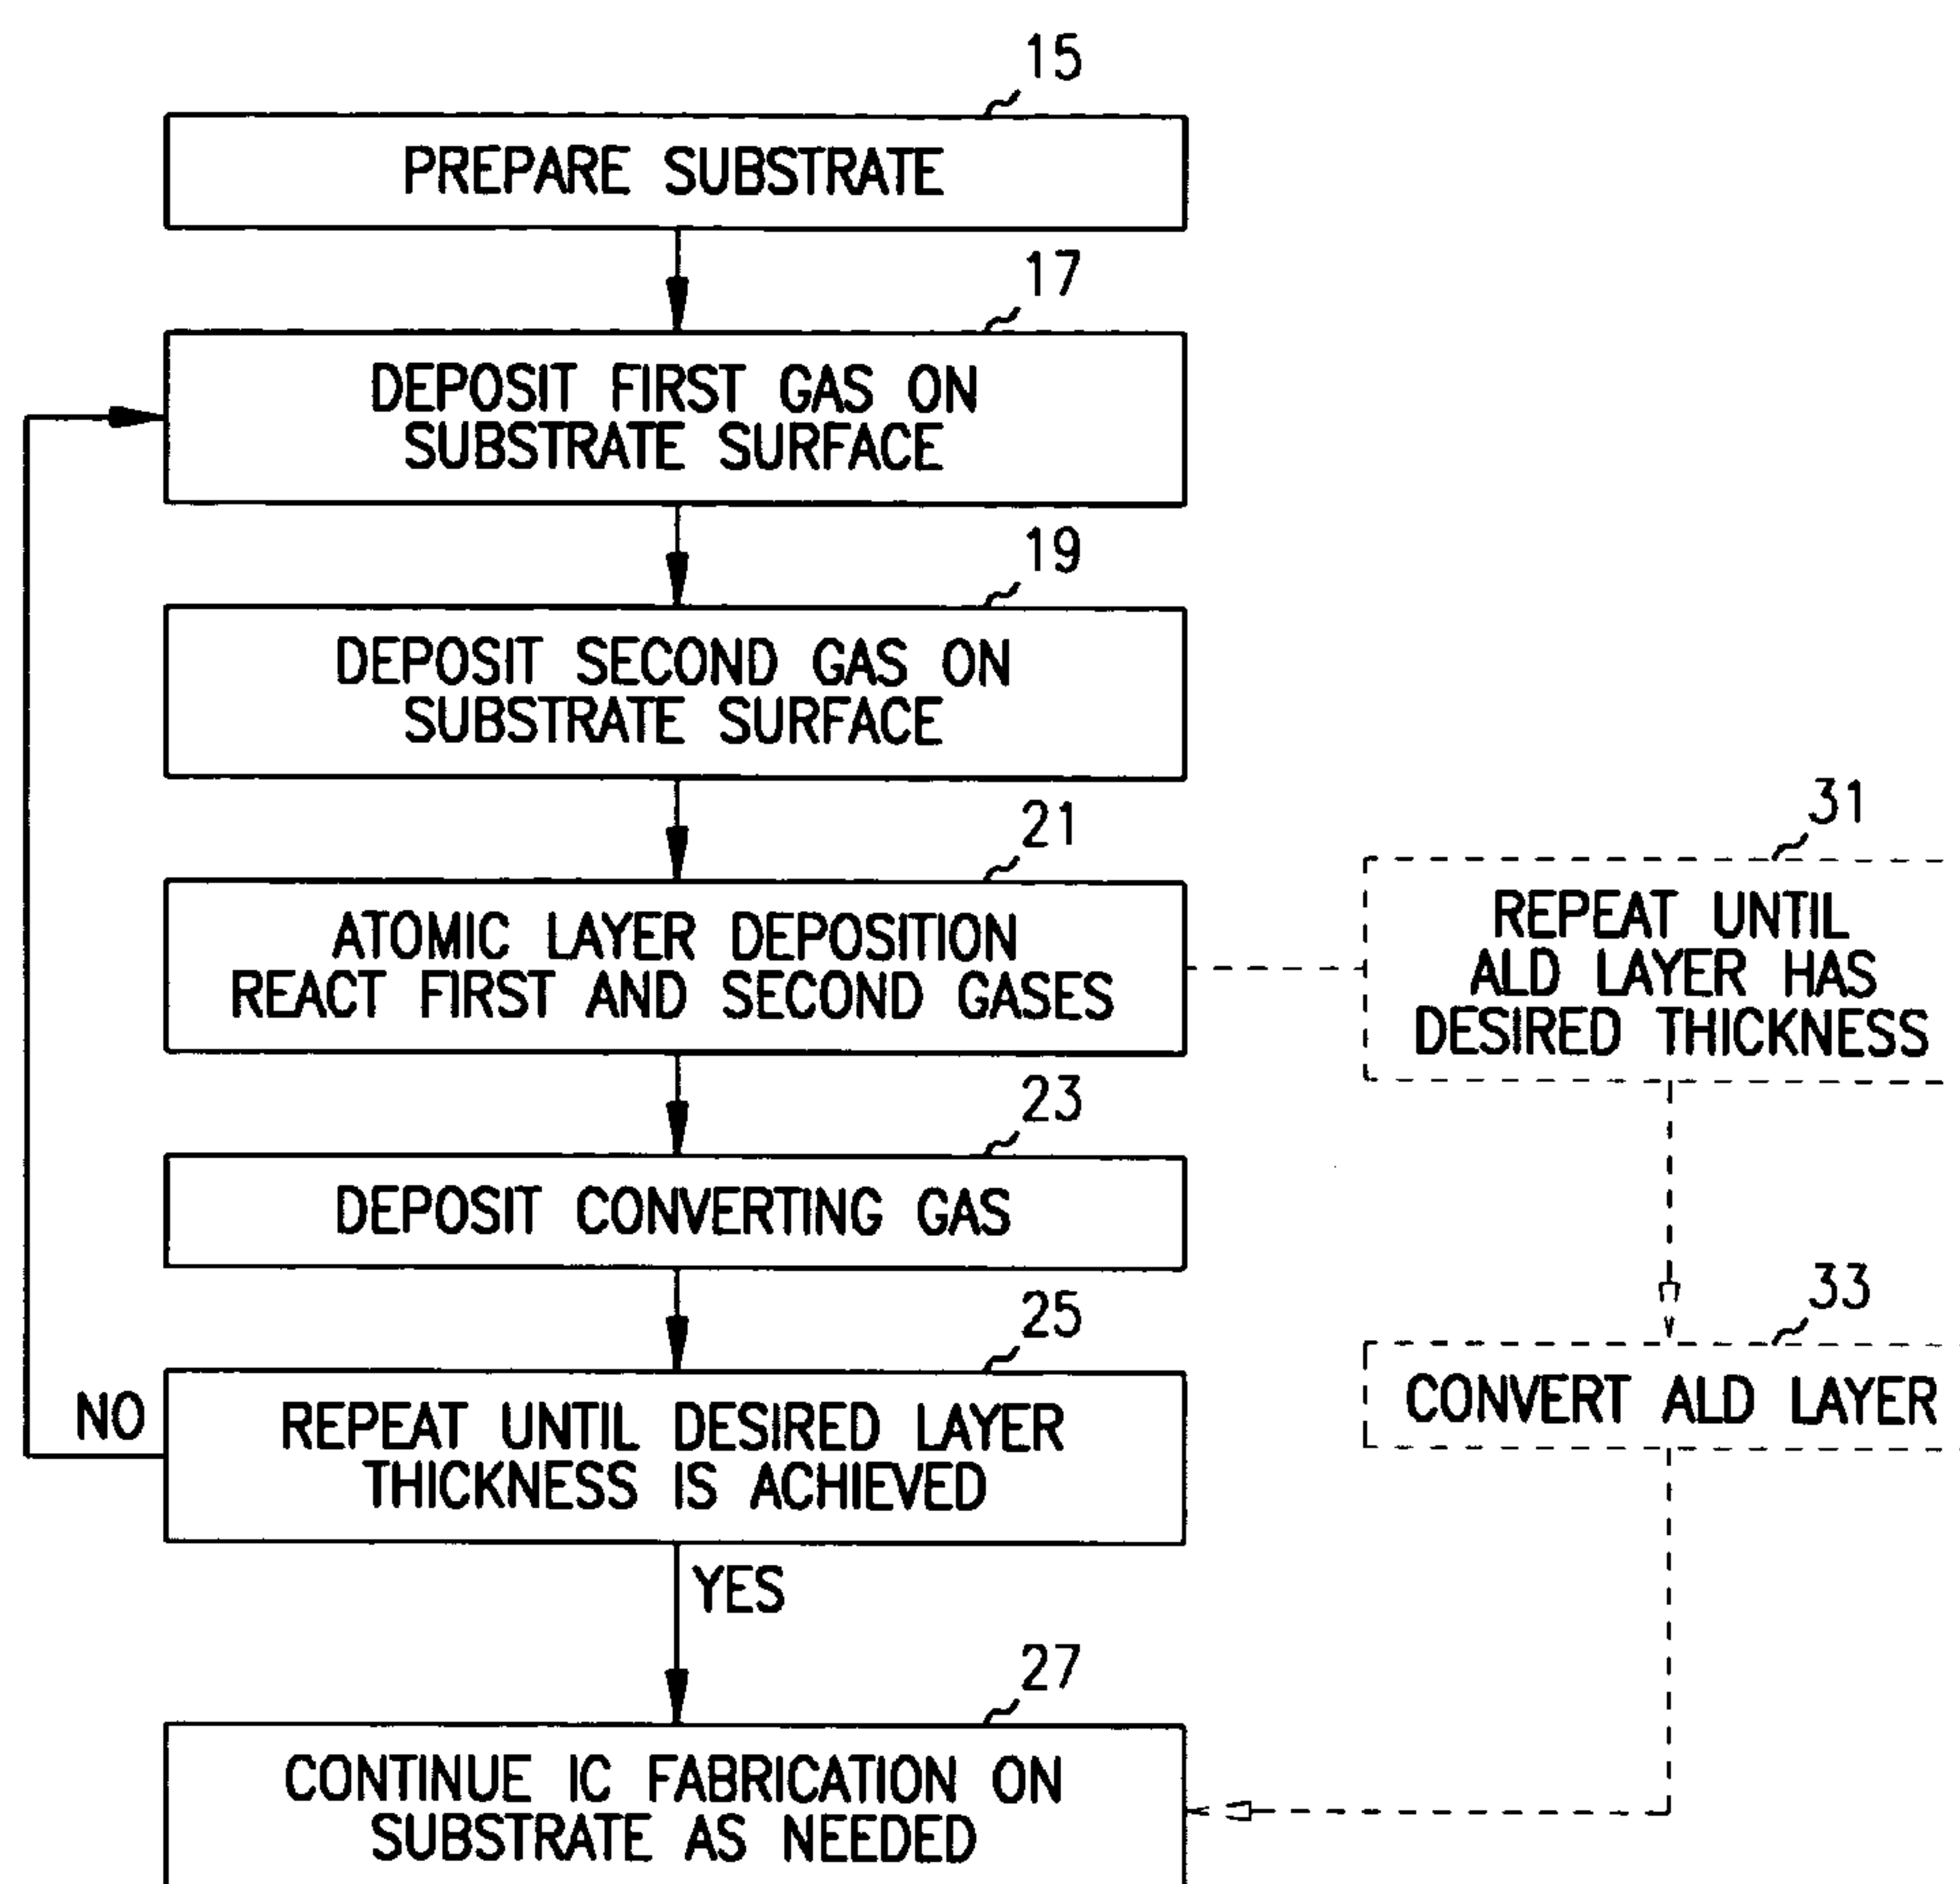 15
PREPARE SUBSTRATE
17
DEPOSIT FIRST GAS ON
SUBSTRATE SURFACE
19
DEPOSIT SECOND GAS ON
SUBSTRATE SURFACE
21
ATOMIC LAYER DEPOSITION
REACT FIRST AND SECOND GASES
31
REPEAT UNTIL
ALD LAYER HAS
DESIRED THICKNESS
23
DEPOSIT CONVERTING GAS
33
CONVERT ALD LAYER
25
NO
REPEAT UNTIL DESIRED LAYER
THICKNESS IS ACHIEVED
YES
27
CONTINUE IC FABRICATION ON
SUBSTRATE AS NEEDED